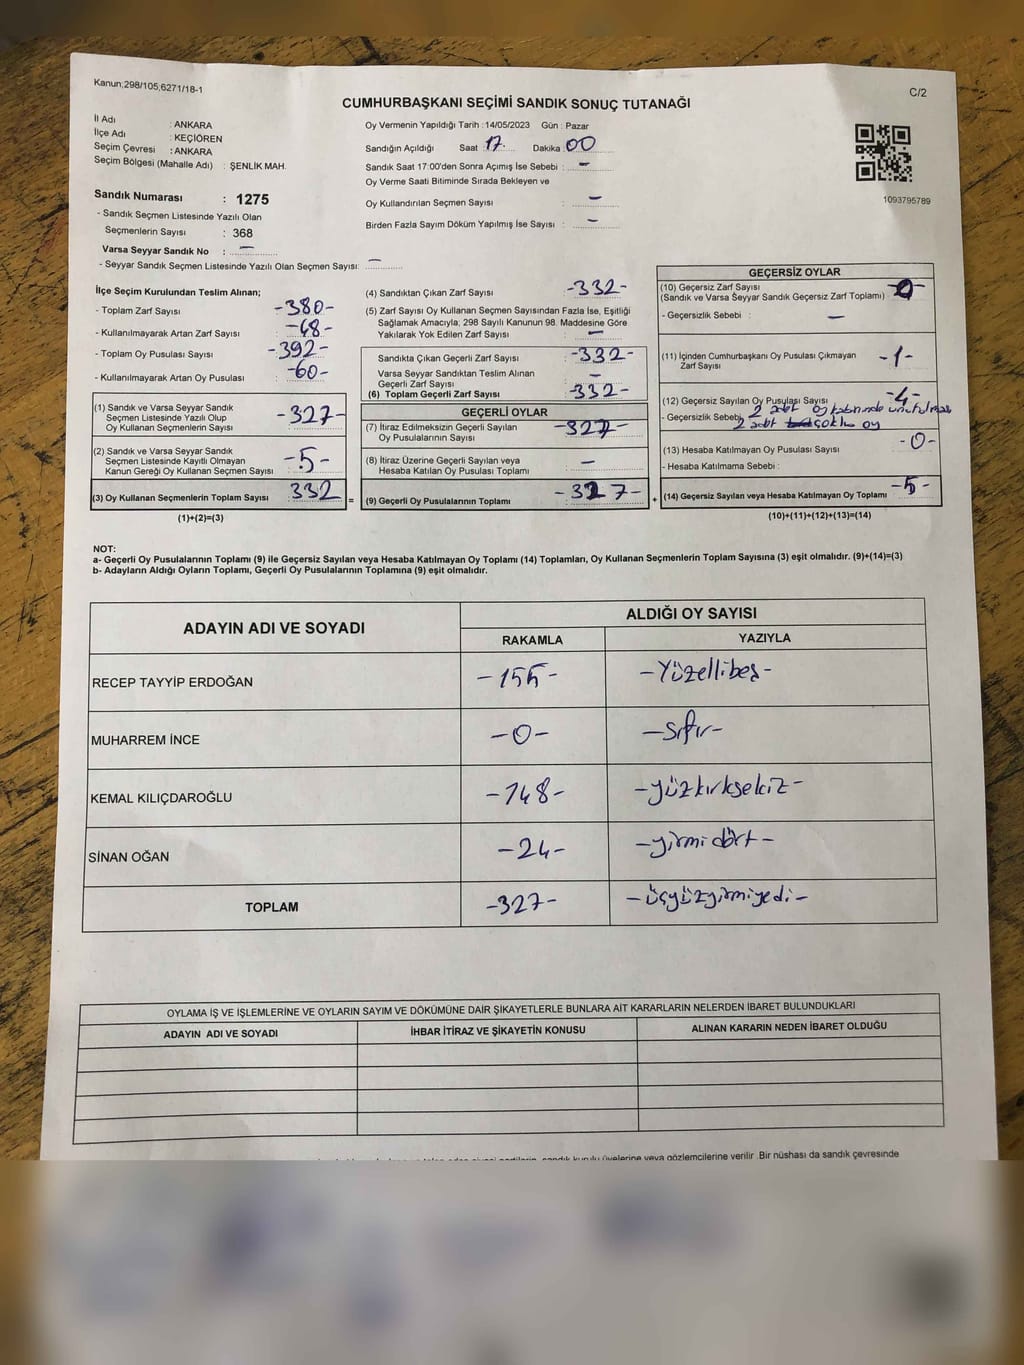 Kanun;298/105;6271/18-1
C/2
CUMHURBAŞKANI SEÇİMİ SANDIK SONUÇ TUTANAĞI
İl Adı : ANKARA
İlçe Adı : KEÇİÖREN
Seçim Çevresi : ANKARA
Seçim Bölgesi (Mahalle Adı) : ŞENLİK MAH.
Sandık Numarası : 1275
- Sandık Seçmen Listesinde Yazılı Olan
Seçmenlerin Sayısı : 368
Varsa Seyyar Sandık No : —
- Seyyar Sandık Seçmen Listesinde Yazılı Olan Seçmen Sayısı: —
Oy Vermenin Yapıldığı Tarih : 14/05/2023 Gün : Pazar
Sandığın Açıldığı Saat : 17 Dakika : 00
Sandık Saat 17:00'den Sonra Açımış İse Sebebi : —
Oy Verme Saati Bitiminde Sırada Bekleyen ve
Oy Kullandırılan Seçmen Sayısı : —
Birden Fazla Sayım Döküm Yapılmış İse Sayısı : —
1093795789
İlçe Seçim Kurulundan Teslim Alınan;
- Toplam Zarf Sayısı : -380-
- Kullanılmayarak Artan Zarf Sayısı : -48-
- Toplam Oy Pusulası Sayısı : -392-
- Kullanılmayarak Artan Oy Pusulası : -60-
(1) Sandık ve Varsa Seyyar Sandık
Seçmen Listesinde Yazılı Olup
Oy Kullanan Seçmenlerin Sayısı : -327-
(2) Sandık ve Varsa Seyyar Sandık
Seçmen Listesinde Kayıtlı Olmayan
Kanun Gereği Oy Kullanan Seçmen Sayısı : -5-
(3) Oy Kullanan Seçmenlerin Toplam Sayısı : 332 =
(1)+(2)=(3)
(4) Sandıktan Çıkan Zarf Sayısı : -332-
(5) Zarf Sayısı Oy Kullanan Seçmen Sayısından Fazla İse, Eşitliği
Sağlamak Amacıyla; 298 Sayılı Kanunun 98. Maddesine Göre
Yakılarak Yok Edilen Zarf Sayısı : —
Sandıkta Çıkan Geçerli Zarf Sayısı : -332-
Varsa Seyyar Sandıktan Teslim Alınan
Geçerli Zarf Sayısı : —
(6) Toplam Geçerli Zarf Sayısı : -332-
GEÇERLİ OYLAR
(7) İtiraz Edilmeksizin Geçerli Sayılan
Oy Pusulalarının Sayısı : -327-
(8) İtiraz Üzerine Geçerli Sayılan veya
Hesaba Katılan Oy Pusulası Toplamı : —
(9) Geçerli Oy Pusulalarının Toplamı : -327- +
GEÇERSİZ OYLAR
(10) Geçersiz Zarf Sayısı
(Sandık ve Varsa Seyyar Sandık Geçersiz Zarf Toplamı) : -0-
- Geçersizlik Sebebi : —
(11) İçinden Cumhurbaşkanı Oy Pusulası Çıkmayan
Zarf Sayısı : -1-
(12) Geçersiz Sayılan Oy Pusulası Sayısı : -4-
- Geçersizlik Sebebi : 2 adet oy kabininde unutulması
2 adet çoklu oy
(13) Hesaba Katılmayan Oy Pusulası Sayısı : -0-
- Hesaba Katılmama Sebebi :
(14) Geçersiz Sayılan veya Hesaba Katılmayan Oy Toplamı : -5-
(10)+(11)+(12)+(13)=(14)
NOT:
a- Geçerli Oy Pusulalarının Toplamı (9) ile Geçersiz Sayılan veya Hesaba Katılmayan Oy Toplamı (14) Toplamları, Oy Kullanan Seçmenlerin Toplam Sayısına (3) eşit olmalıdır. (9)+(14)=(3)
b- Adayların Aldığı Oyların Toplamı, Geçerli Oy Pusulalarının Toplamına (9) eşit olmalıdır.
ADAYIN ADI VE SOYADI
ALDIĞI OY SAYISI
RAKAMLA YAZIYLA
RECEP TAYYİP ERDOĞAN -155- -Yüzellibeş-
MUHARREM İNCE -0- -sıfır-
KEMAL KILIÇDAROĞLU -148- -yüzkırksekiz-
SİNAN OĞAN -24- -yirmidört-
TOPLAM -327- -üçyüzyirmiyedi-
OYLAMA İŞ VE İŞLEMLERİNE VE OYLARIN SAYIM VE DÖKÜMÜNE DAİR ŞİKAYETLERLE BUNLARA AİT KARARLARIN NELERDEN İBARET BULUNDUKLARI
ADAYIN ADI VE SOYADI İHBAR İTİRAZ VE ŞİKAYETİN KONUSU ALINAN KARARIN NEDEN İBARET OLDUĞU
sandık kurulu üyelerine veya gözlemcilerine verilir .Bir nüshası da sandık çevresinde